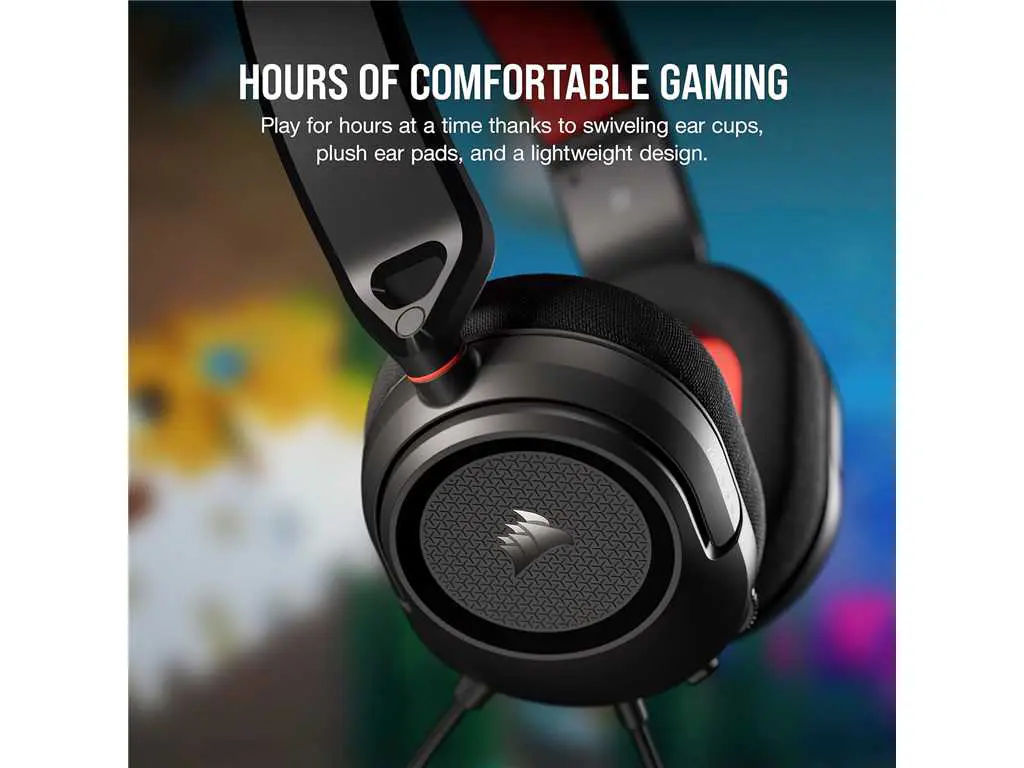 HOURS OF COMFORTABLE GAMING
Play for hours at a time thanks to swiveling ear cups,
plush ear pads, and a lightweight design.